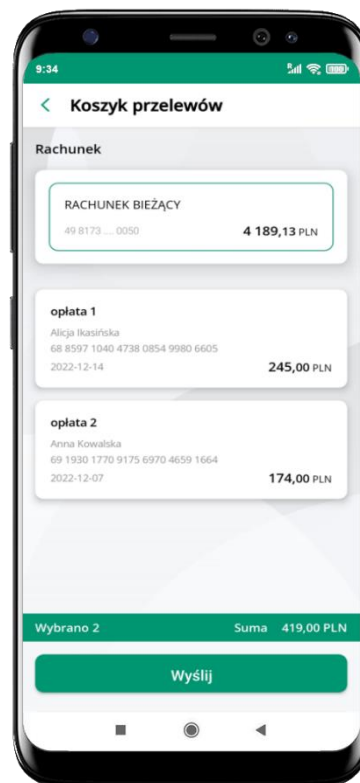 9:34
Koszyk przelewów
Rachunek
RACHUNEK BIEŻĄCY
49 8173 ... 0050 4 189,13 PLN
opłata 1
Alicja Ikasińska
68 8597 1040 4738 0854 9980 6605
2022-12-14 245,00 PLN
opłata 2
Anna Kowalska
69 1930 1770 9175 6970 4659 1664
2022-12-07 174,00 PLN
Wybrano 2 Suma 419,00 PLN
Wyślij